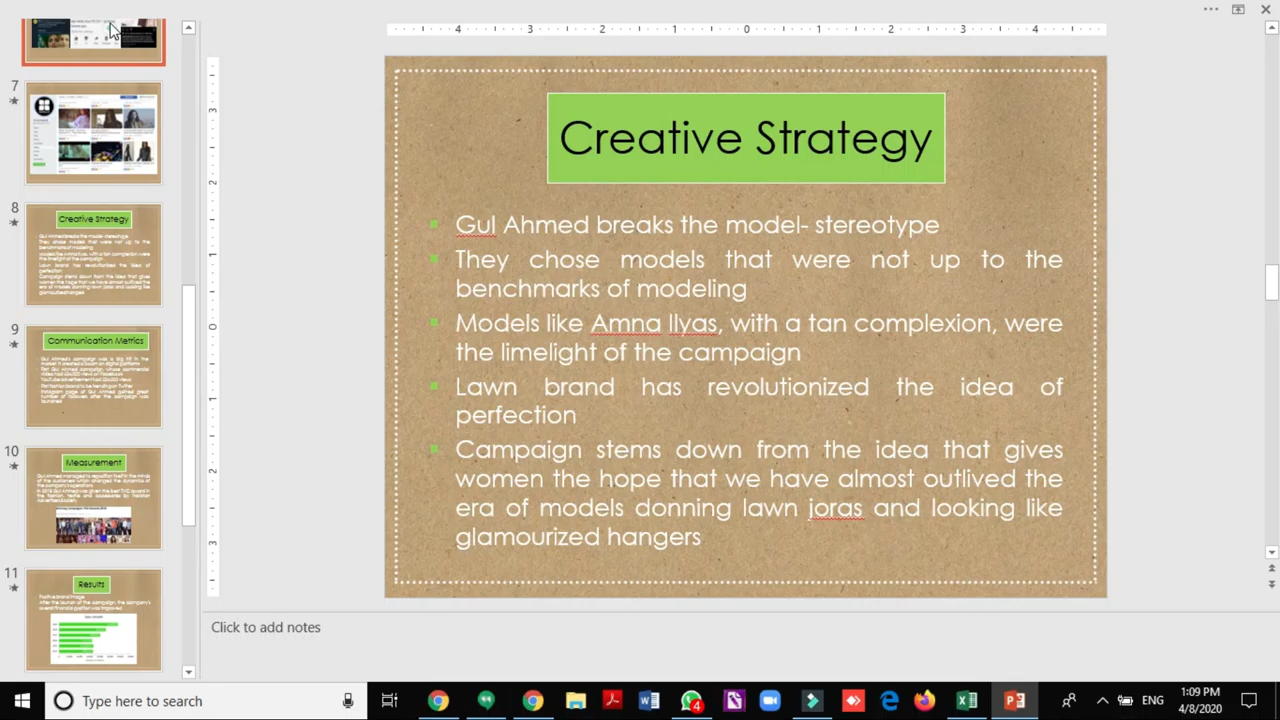 Creative Strategy
Gul Ahmed breaks the model- stereotype
They chose models that were not up to the
benchmarks of modeling
Models like Amna Ilyas, with a tan complexion, were
the limelight of the campaign
Lawn brand has revolutionized the idea of
perfection
Campaign stems down from the idea that gives
women the hope that we have almost outlived the
era of models donning lawn joras and looking like
glamourized hangers
7
8
Creative Strategy
9
Communication Metrics
10
Measurement
11
Results
Click to add notes
Type here to search
4
ENG
1:09 PM
4/8/2020